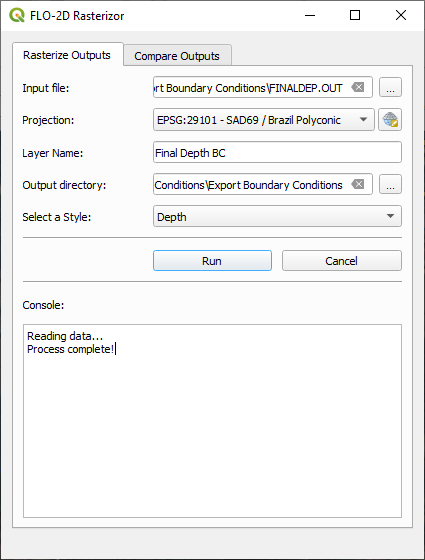 FLO-2D Rasterizor
Rasterize Outputs
Compare Outputs
Input file:
rt Boundary Conditions\FINALDEP.OUT
...
Projection:
EPSG:29101 - SAD69 / Brazil Polyconic
Layer Name:
Final Depth BC
Output directory:
Conditions\Export Boundary Conditions
...
Select a Style:
Depth
Run
Cancel
Console:
Reading data...
Process complete!